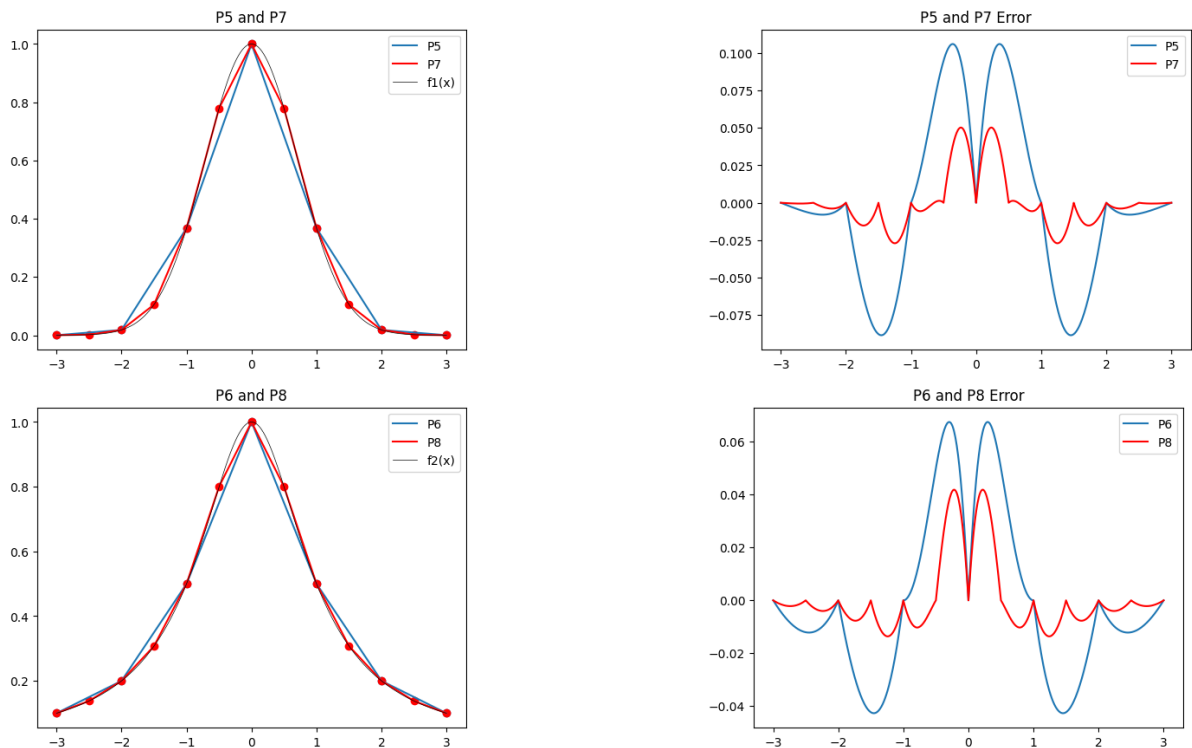 P5 and P7
1.0
0.8
0.6
0.4
0.2
0.0
−3 −2 −1 0 1 2 3
P5
P7
f1(x)
P5 and P7 Error
0.100
0.075
0.050
0.025
0.000
−0.025
−0.050
−0.075
−3 −2 −1 0 1 2 3
P5
P7
P6 and P8
1.0
0.8
0.6
0.4
0.2
−3 −2 −1 0 1 2 3
P6
P8
f2(x)
P6 and P8 Error
0.06
0.04
0.02
0.00
−0.02
−0.04
−3 −2 −1 0 1 2 3
P6
P8